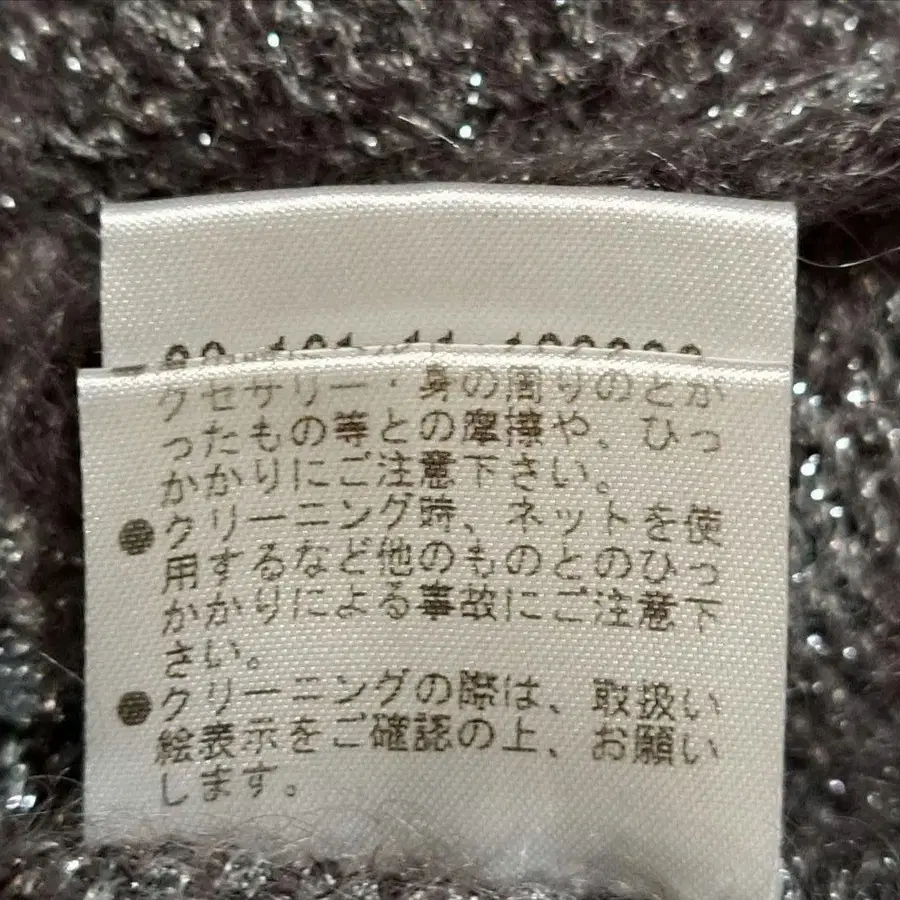 クセサリー・身の周りのとが
ったもの等との摩擦や、ひっ
かかりにご注意下さい。
●クリーニング時、ネットを使
用するなど他のものとのひっ
かかりによる事故にご注意下
さい。
●クリーニングの際は、取扱い
絵表示をご確認の上、お願い
します。